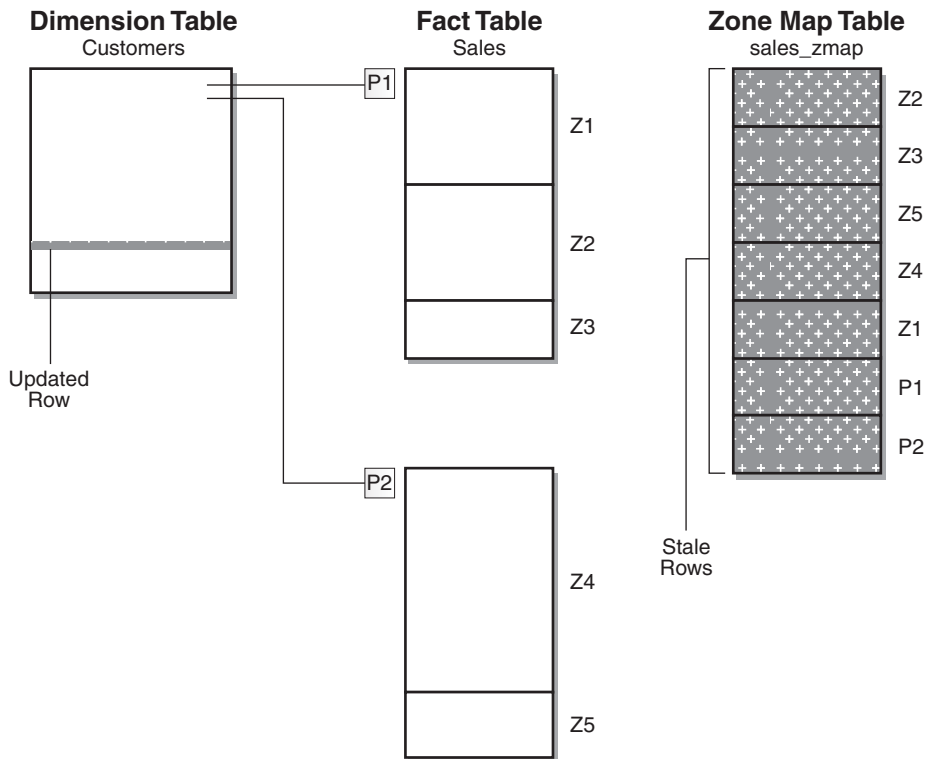 Dimension Table
Customers
Fact Table
Sales
Zone Map Table
sales_zmap
P1
Z1
Z2
Z3
Updated
Row
P2
Z4
Z5
Z2
Z3
Z5
Z4
Z1
P1
P2
Stale
Rows